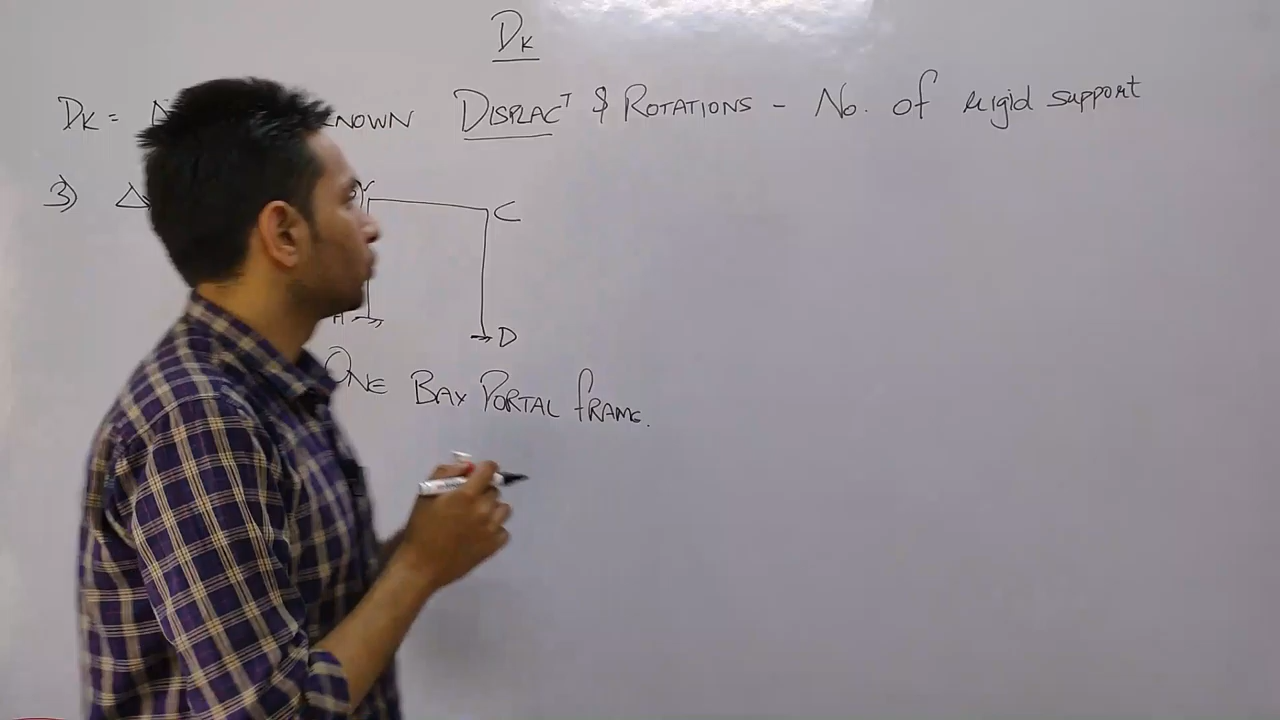 DK
DK = KNOWN DISPLACT & ROTATIONS - No. of rigid support
3)
C
A
D
ONE BAY PORTAL FRAME.